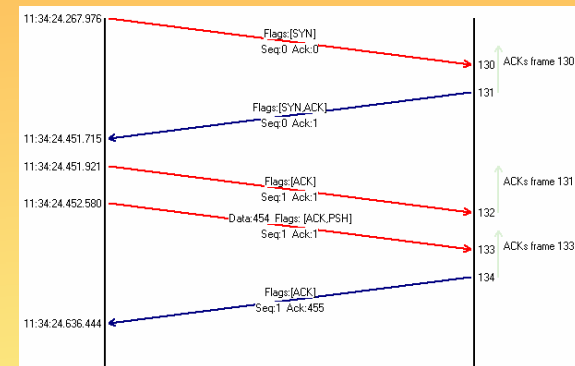 11:34:24.267.976
Flags:[SYN]
Seq:0 Ack:0
130
ACKs frame 130
131
Flags:[SYN,ACK]
Seq:0 Ack:1
11:34:24.451.715
11:34:24.451.921
Flags:[ACK]
Seq:1 Ack:1
ACKs frame 131
11:34:24.452.580
132
Data:454 Flags: [ACK,PSH]
Seq:1 Ack:1
133
ACKs frame 133
134
Flags:[ACK]
Seq:1 Ack:455
11:34:24.636.444